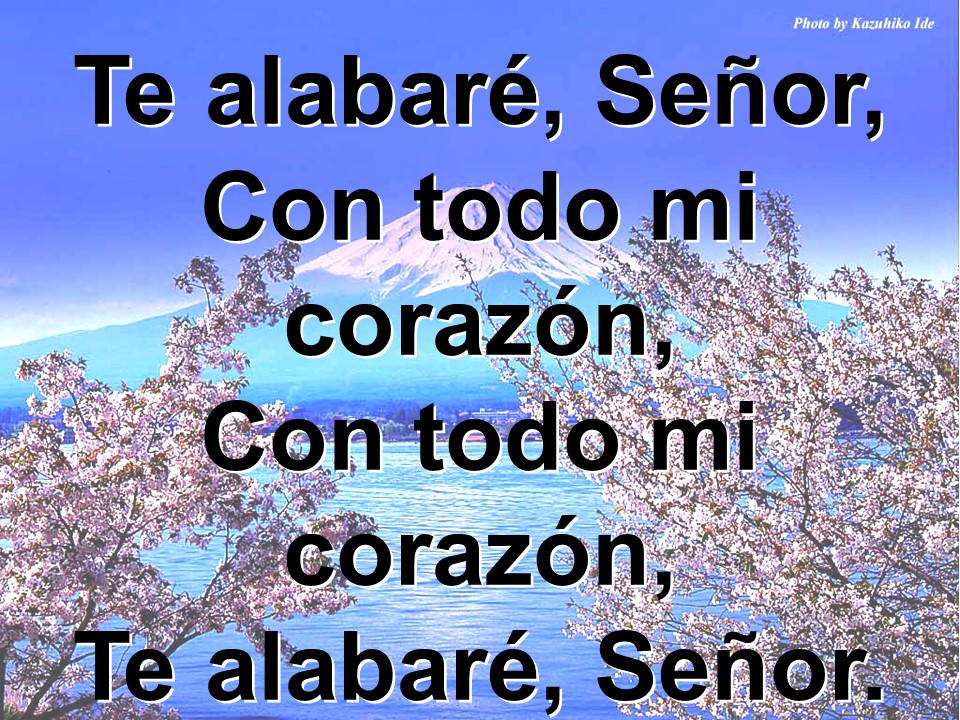 Photo by Kazuhiko Ide
Te alabaré, Señor,
Con todo mi
corazón,
Con todo mi
corazón,
Te alabaré, Señor.